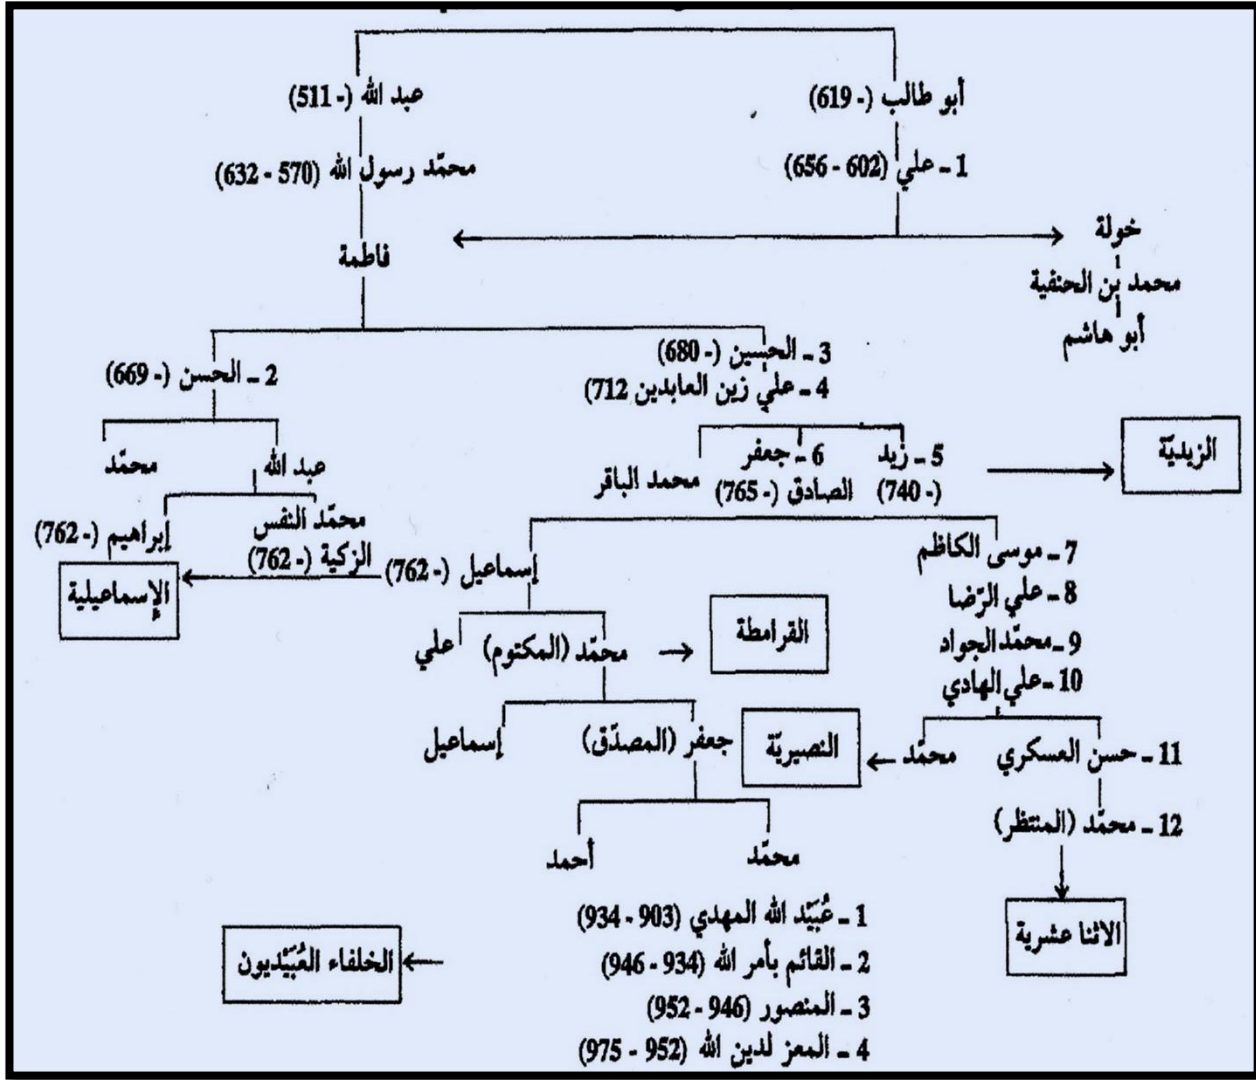 أبو طالب (- 619)
عبد الله (- 511)
1 ـ علي (602 - 656)
محمّد رسول الله (570 - 632)
خولة
فاطمة
محمد بن الحنفية
أبو هاشم
3 ـ الحسين (- 680)
2 ـ الحسن (- 669)
4 ـ علي زين العابدين 712)
الزيديّة
5 ـ زيد
(- 740)
6 ـ جعفر
الصادق (- 765)
محمد الباقر
عبد الله
محمّد
محمّد النفس
الزكية (- 762)
إبراهيم (- 762)
7 ـ موسى الكاظم
إسماعيل (- 762)
الإسماعيلية
8 ـ علي الرّضا
9 ـ محمّد الجواد
10 ـ علي الهادي
القرامطة
محمّد (المكتوم)
علي
11 ـ حسن العسكري
محمّد
النصيريّة
جعفر (المصدّق)
إسماعيل
12 ـ محمّد (المنتظر)
محمّد
أحمد
الاثنا عشرية
1 ـ عُبَيْد الله المهدي (903 - 934)
2 ـ القائم بأمر الله (934 - 946)
3 ـ المنصور (946 - 952)
4 ـ المعز لدين الله (952 - 975)
الخلفاء العُبَيْديون